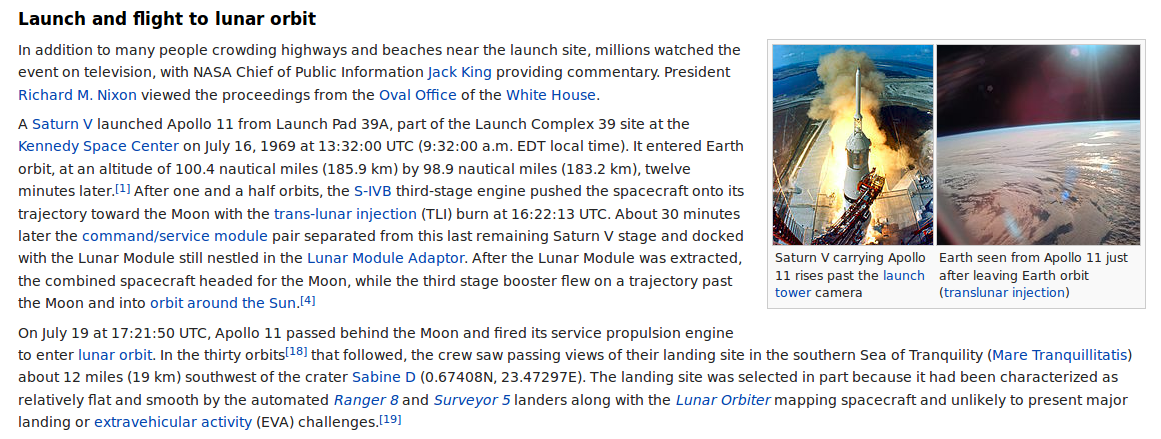 Launch and flight to lunar orbit
In addition to many people crowding highways and beaches near the launch site, millions watched the
event on television, with NASA Chief of Public Information Jack King providing commentary. President
Richard M. Nixon viewed the proceedings from the Oval Office of the White House.
A Saturn V launched Apollo 11 from Launch Pad 39A, part of the Launch Complex 39 site at the
Kennedy Space Center on July 16, 1969 at 13:32:00 UTC (9:32:00 a.m. EDT local time). It entered Earth
orbit, at an altitude of 100.4 nautical miles (185.9 km) by 98.9 nautical miles (183.2 km), twelve
minutes later.[1] After one and a half orbits, the S-IVB third-stage engine pushed the spacecraft onto its
trajectory toward the Moon with the trans-lunar injection (TLI) burn at 16:22:13 UTC. About 30 minutes
later the command/service module pair separated from this last remaining Saturn V stage and docked
with the Lunar Module still nestled in the Lunar Module Adaptor. After the Lunar Module was extracted,
the combined spacecraft headed for the Moon, while the third stage booster flew on a trajectory past
the Moon and into orbit around the Sun.[4]
Saturn V carrying Apollo
11 rises past the launch
tower camera
Earth seen from Apollo 11 just
after leaving Earth orbit
(translunar injection)
On July 19 at 17:21:50 UTC, Apollo 11 passed behind the Moon and fired its service propulsion engine
to enter lunar orbit. In the thirty orbits[18] that followed, the crew saw passing views of their landing site in the southern Sea of Tranquility (Mare Tranquillitatis)
about 12 miles (19 km) southwest of the crater Sabine D (0.67408N, 23.47297E). The landing site was selected in part because it had been characterized as
relatively flat and smooth by the automated Ranger 8 and Surveyor 5 landers along with the Lunar Orbiter mapping spacecraft and unlikely to present major
landing or extravehicular activity (EVA) challenges.[19]